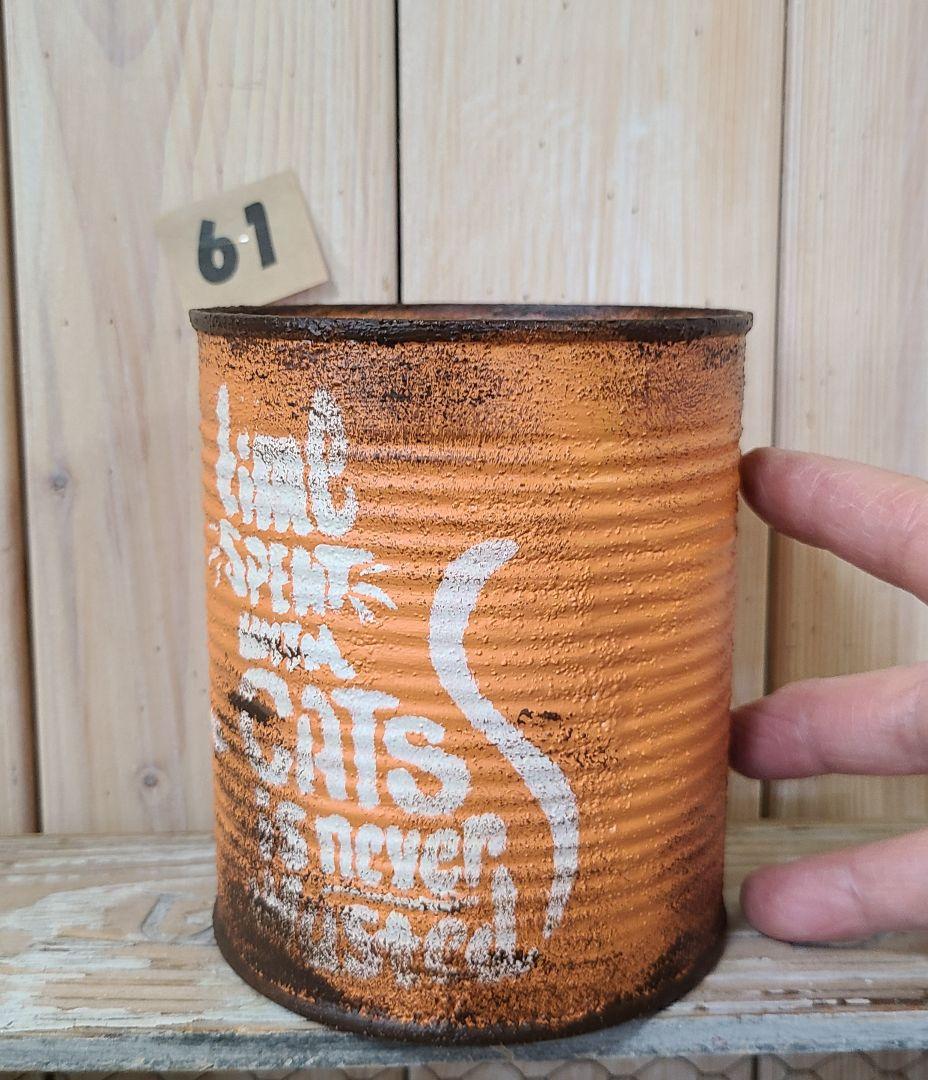 61
time
SPENT
WITH
CATS
is never
wasted